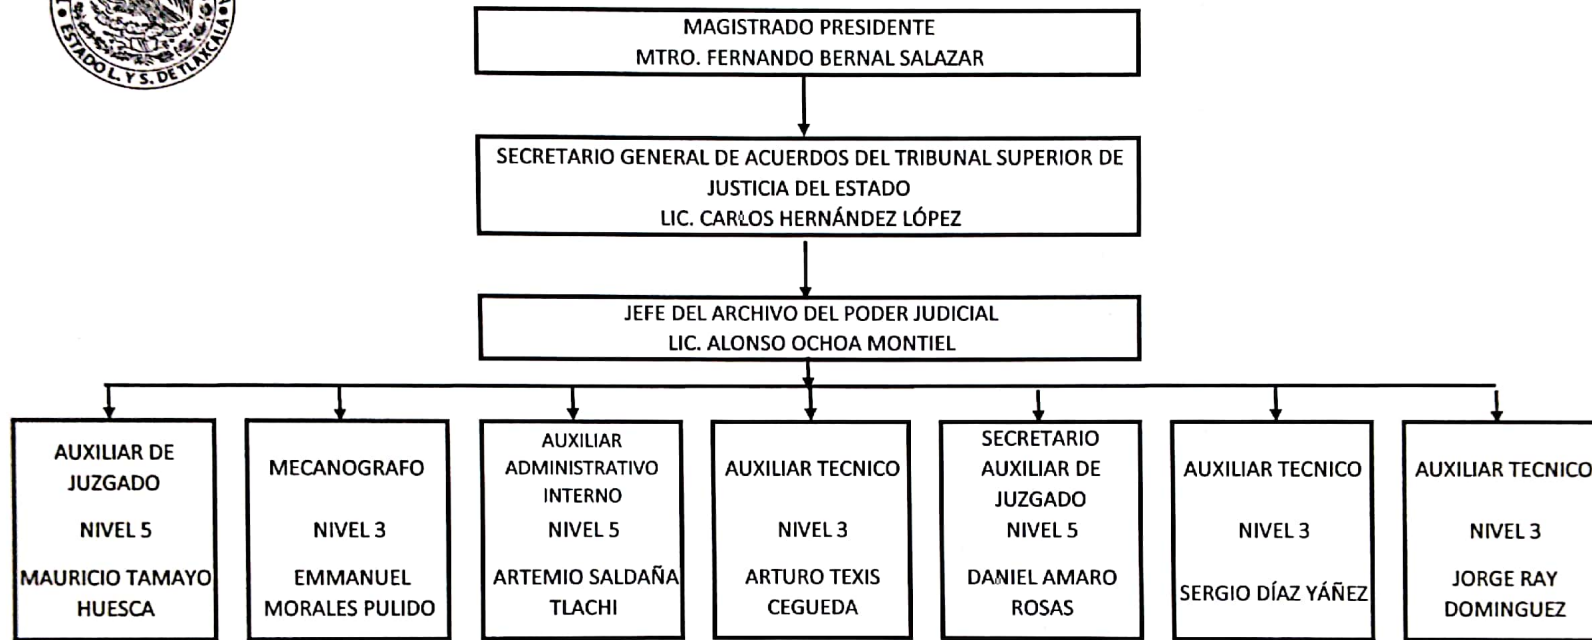 ESTADO L. Y S. DE TLAXCALA
MAGISTRADO PRESIDENTE
MTRO. FERNANDO BERNAL SALAZAR
SECRETARIO GENERAL DE ACUERDOS DEL TRIBUNAL SUPERIOR DE
JUSTICIA DEL ESTADO
LIC. CARLOS HERNÁNDEZ LÓPEZ
JEFE DEL ARCHIVO DEL PODER JUDICIAL
LIC. ALONSO OCHOA MONTIEL
AUXILIAR DE
JUZGADO
NIVEL 5
MAURICIO TAMAYO
HUESCA
MECANOGRAFO
NIVEL 3
EMMANUEL
MORALES PULIDO
AUXILIAR
ADMINISTRATIVO
INTERNO
NIVEL 5
ARTEMIO SALDAÑA
TLACHI
AUXILIAR TECNICO
NIVEL 3
ARTURO TEXIS
CEGUEDA
SECRETARIO
AUXILIAR DE
JUZGADO
NIVEL 5
DANIEL AMARO
ROSAS
AUXILIAR TECNICO
NIVEL 3
SERGIO DÍAZ YÁÑEZ
AUXILIAR TECNICO
NIVEL 3
JORGE RAY
DOMINGUEZ